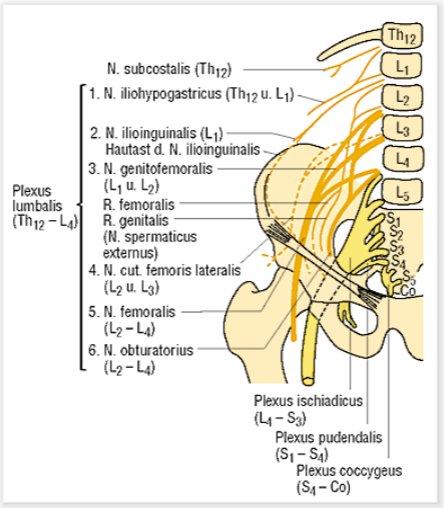 Th12
N. subcostalis (Th12)
L1
1. N. iliohypogastricus (Th12 u. L1)
L2
2. N. ilioinguinalis (L1)
Hautast d. N. ilioinguinalis
L3
3. N. genitofemoralis
(L1 u. L2)
L4
R. femoralis
R. genitalis
(N. spermaticus
externus)
L5
Plexus
lumbalis
(Th12 – L4)
S1
S2
S3
S4
S5
Co
4. N. cut. femoris lateralis
(L2 u. L3)
5. N. femoralis
(L2 – L4)
6. N. obturatorius
(L2 – L4)
Plexus ischiadicus
(L4 – S3)
Plexus pudendalis
(S1 – S4)
Plexus coccygeus
(S4 – Co)